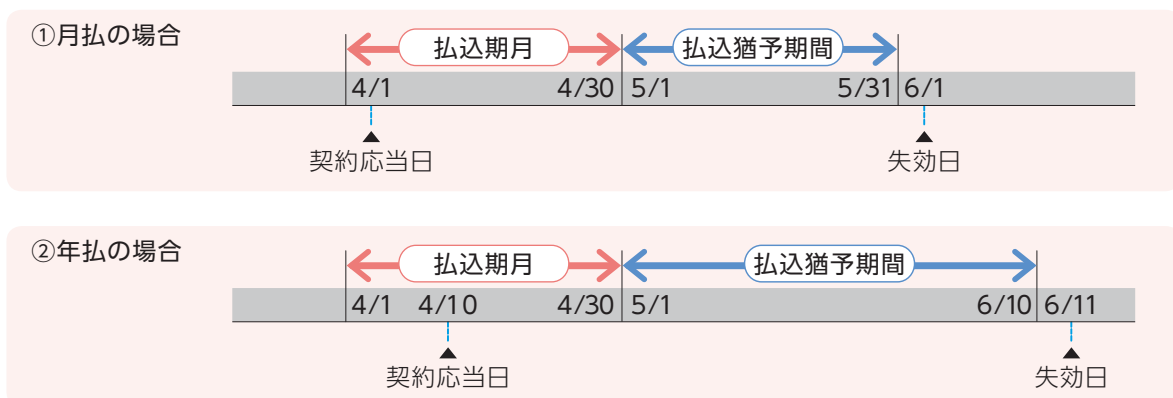 ①月払の場合
払込期月
払込猶予期間
4/1 4/30 5/1 5/31 6/1
契約応当日
失効日
②年払の場合
払込期月
払込猶予期間
4/1 4/10 4/30 5/1 6/10 6/11
契約応当日
失効日